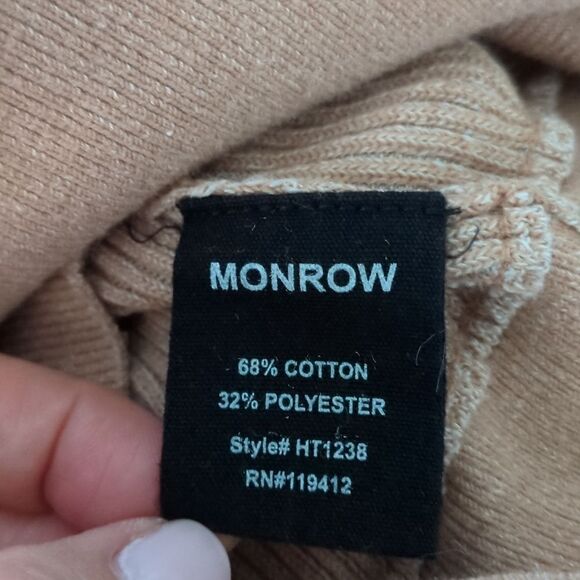 MONROW
68% COTTON
32% POLYESTER
Style# HT1238
RN#119412